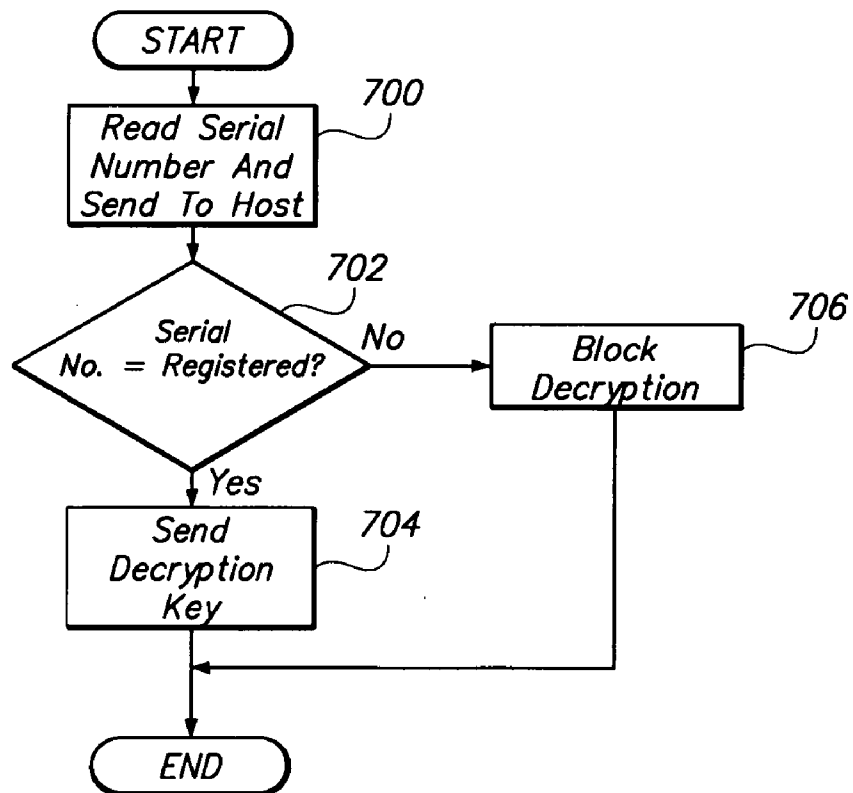 START
700
Read Serial
Number And
Send To Host
702
Serial
No. = Registered?
No
706
Block
Decryption
Yes
704
Send
Decryption
Key
END